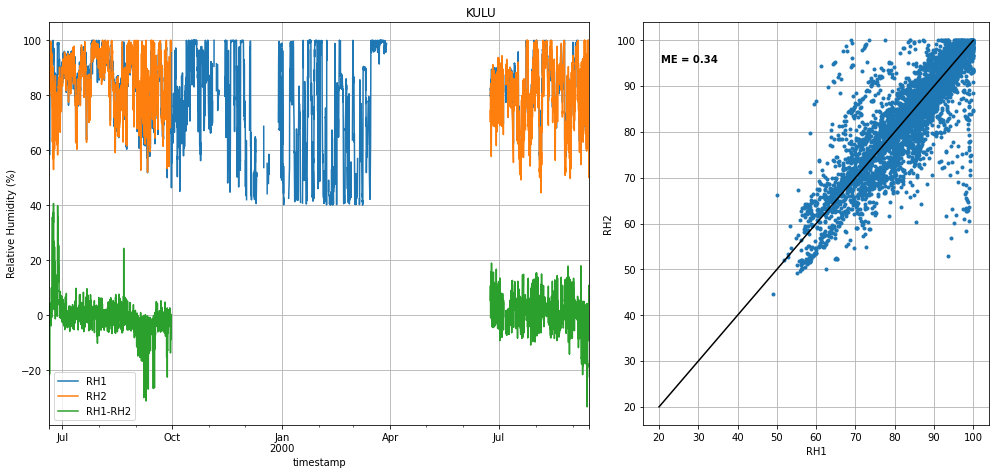 KULU
100
80
60
40
20
0
−20
Relative Humidity (%)
RH1
RH2
RH1-RH2
Jul
Oct
Jan
2000
Apr
Jul
timestamp
ME = 0.34
100
90
80
70
60
50
40
30
20
RH2
20 30 40 50 60 70 80 90 100
RH1